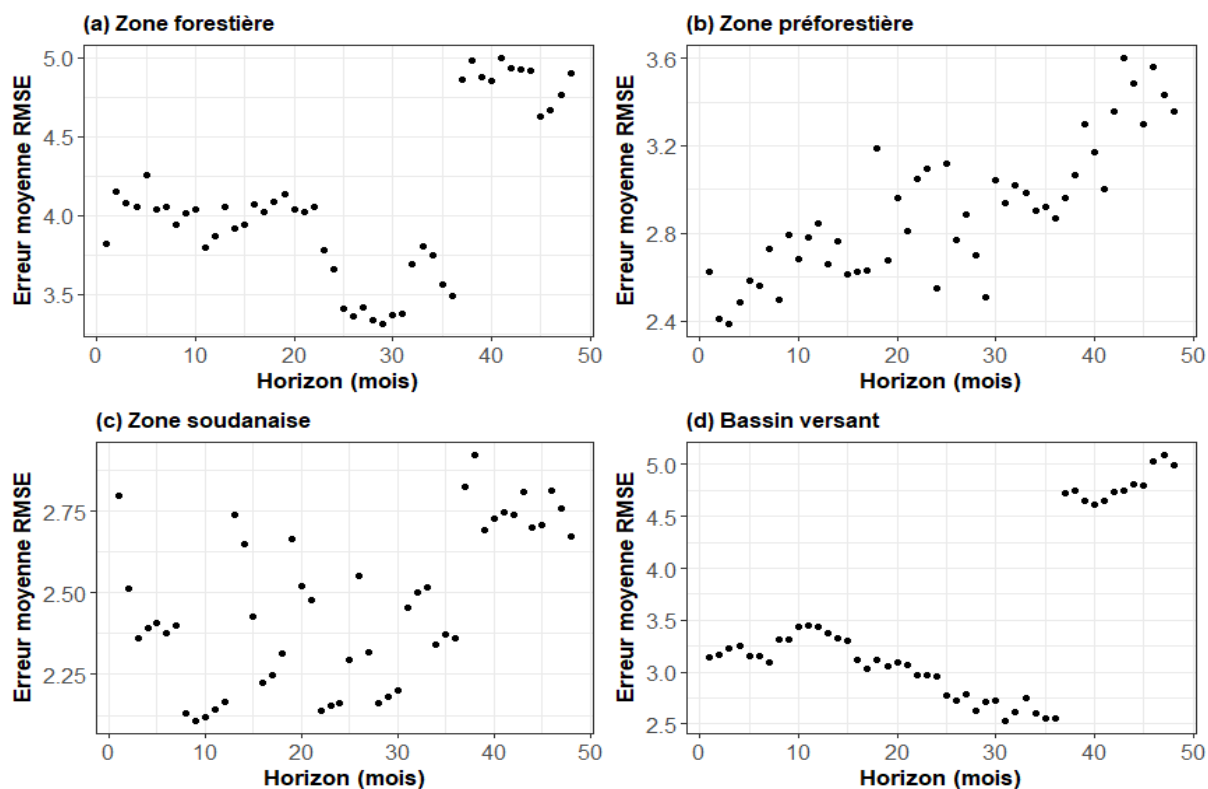 (a) Zone forestière
Erreur moyenne RMSE
5.0
4.5
4.0
3.5
0 10 20 30 40 50
Horizon (mois)
(b) Zone préforestière
Erreur moyenne RMSE
3.6
3.2
2.8
2.4
0 10 20 30 40 50
Horizon (mois)
(c) Zone soudanaise
Erreur moyenne RMSE
2.75
2.50
2.25
0 10 20 30 40 50
Horizon (mois)
(d) Bassin versant
Erreur moyenne RMSE
5.0
4.5
4.0
3.5
3.0
2.5
0 10 20 30 40 50
Horizon (mois)